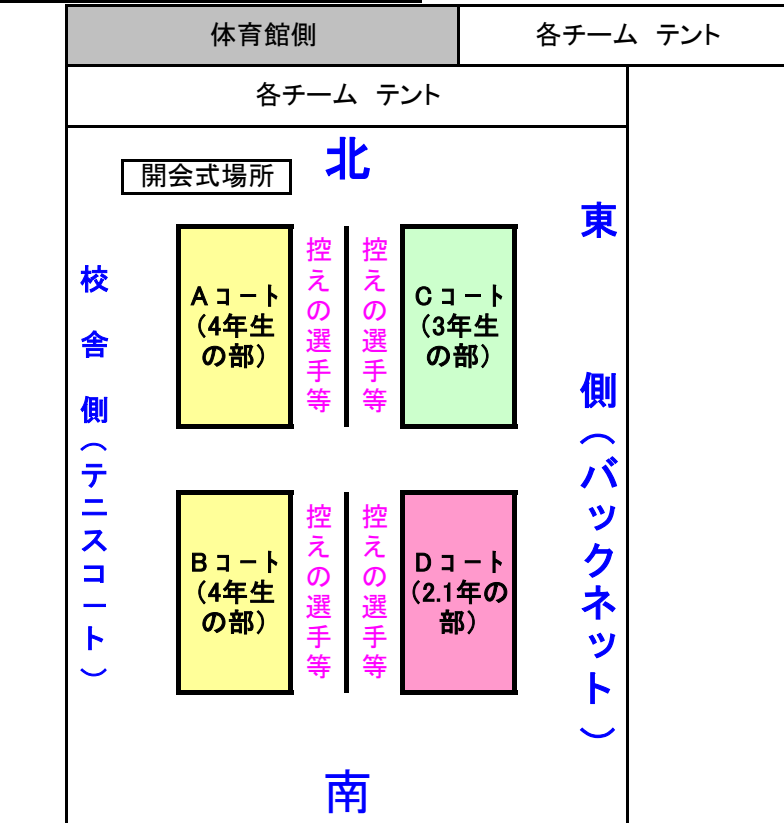 体育館側
各チーム　テント
各チーム　テント
北
開会式場所
東側（バックネット）
校舎側（テニスコート）
Aコート
（4年生
の部）
控えの選手等
控えの選手等
Cコート
（3年生
の部）
Bコート
（4年生
の部）
控えの選手等
控えの選手等
Dコート
（2.1年の
部）
南